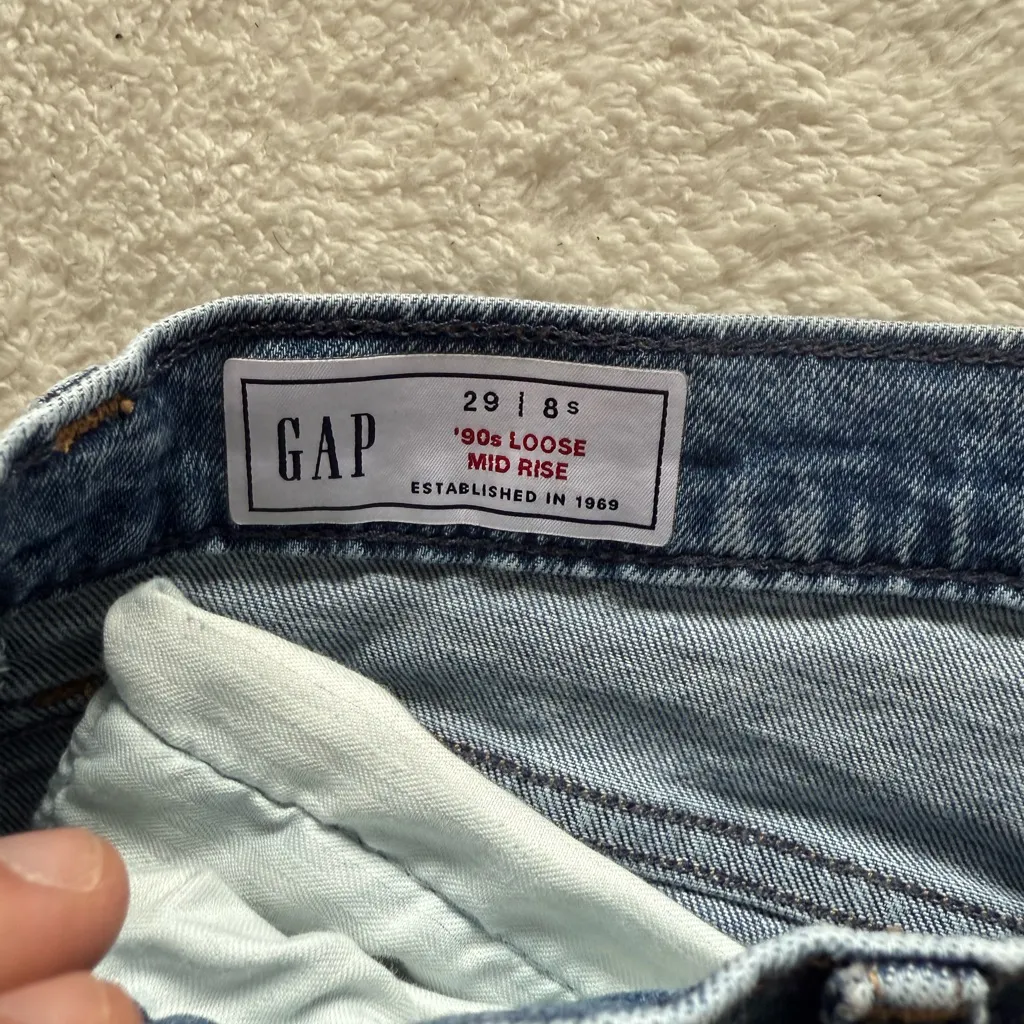 GAP
29 | 8s
'90s LOOSE
MID RISE
ESTABLISHED IN 1969